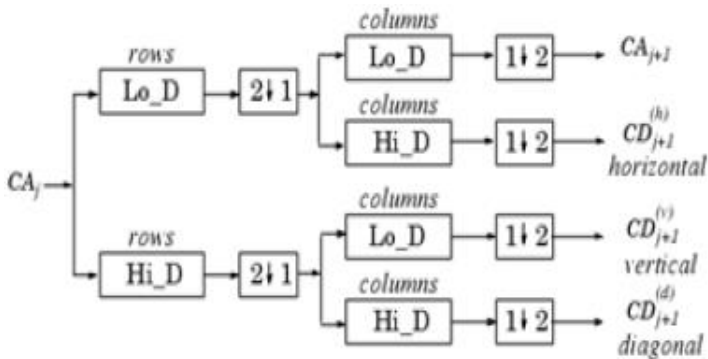 columns
rows
Lo_D
1↓2
CA_{j+1}
Lo_D
2↓1
columns
Hi_D
1↓2
CD_{j+1}^{(h)}
horizontal
CA_j
columns
rows
Lo_D
1↓2
CD_{j+1}^{(v)}
vertical
Hi_D
2↓1
columns
Hi_D
1↓2
CD_{j+1}^{(d)}
diagonal